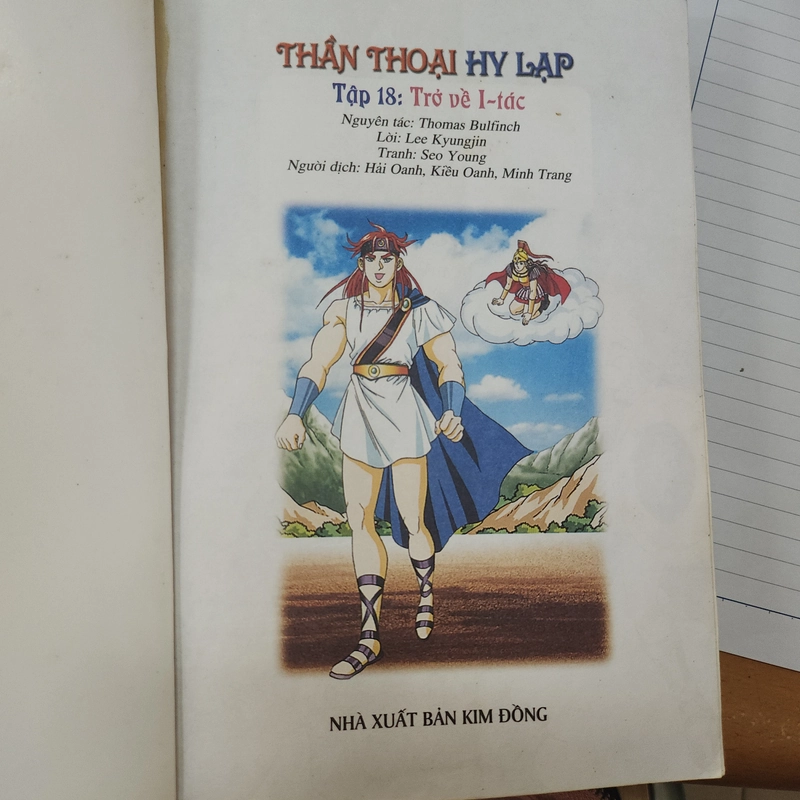 THẦN THOẠI HY LẠP
Tập 18: Trở về I-tác
Nguyên tác: Thomas Bulfinch
Lời: Lee Kyungjin
Tranh: Seo Young
Người dịch: Hải Oanh, Kiều Oanh, Minh Trang
NHÀ XUẤT BẢN KIM ĐỒNG